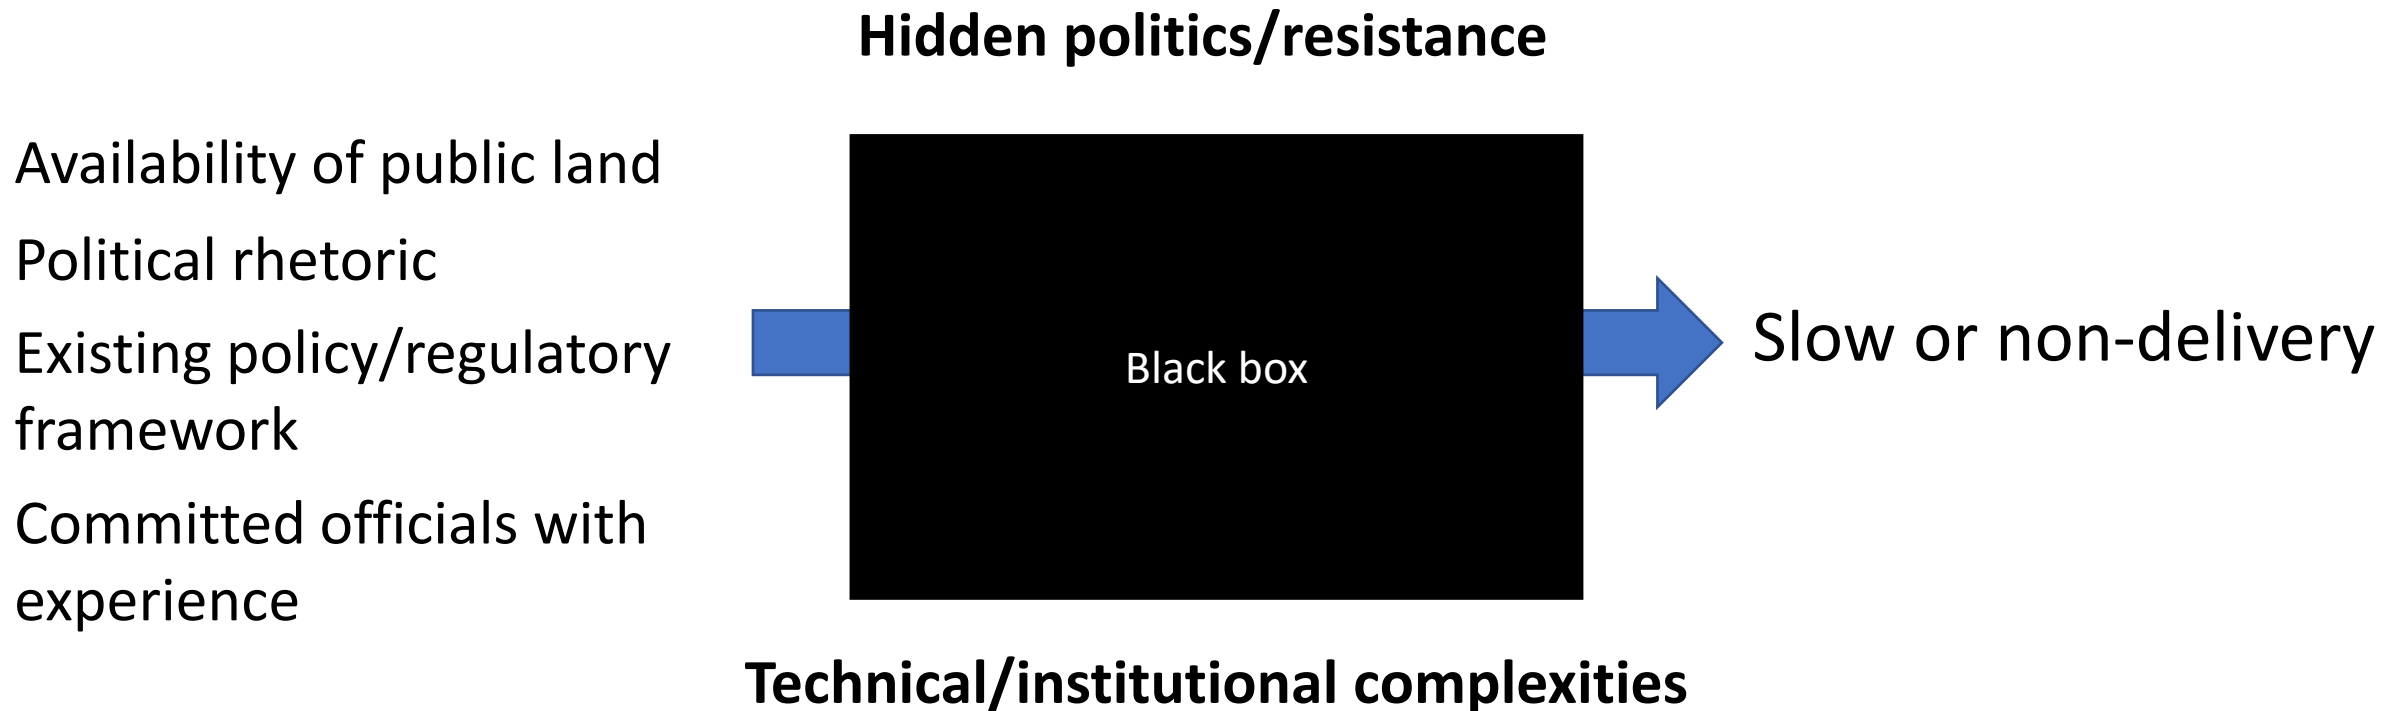 Hidden politics/resistance
Availability of public land
Political rhetoric
Existing policy/regulatory
framework
Committed officials with
experience
Black box
Slow or non-delivery
Technical/institutional complexities